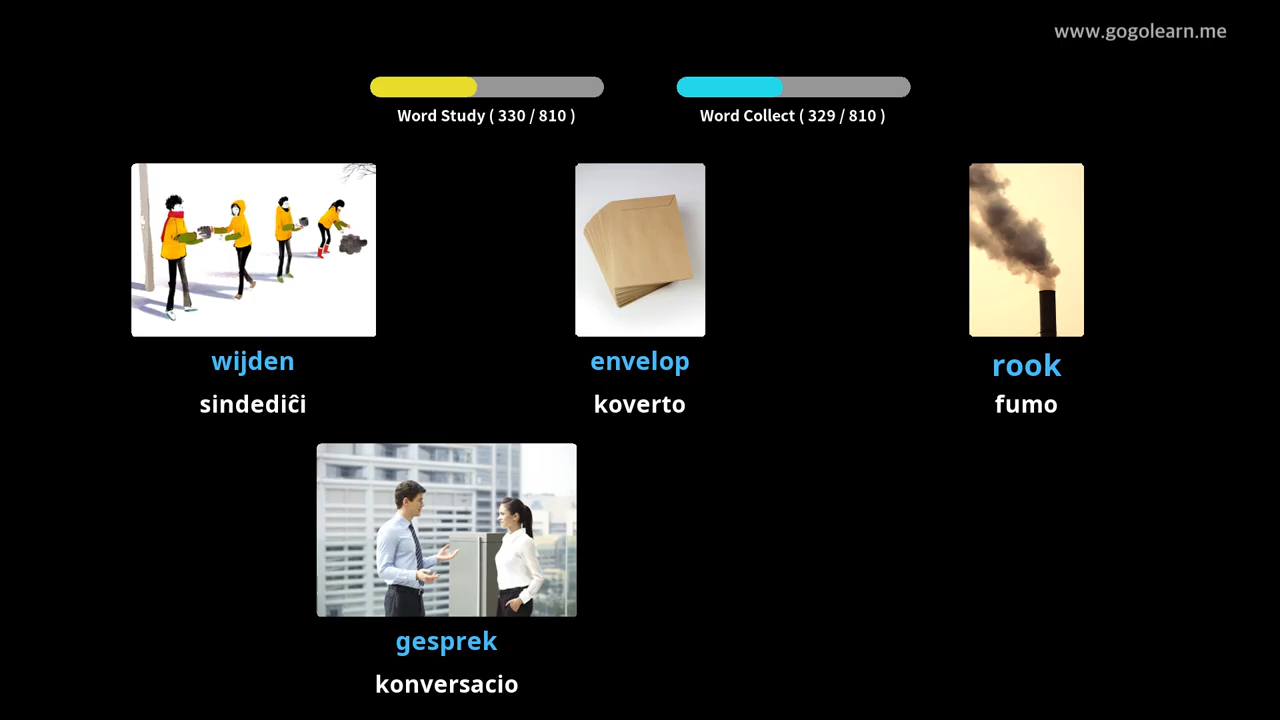 www.gogolearn.me
Word Study ( 330 / 810 )
Word Collect ( 329 / 810 )
wijden
envelop
rook
sindediĉi
koverto
fumo
gesprek
konversacio